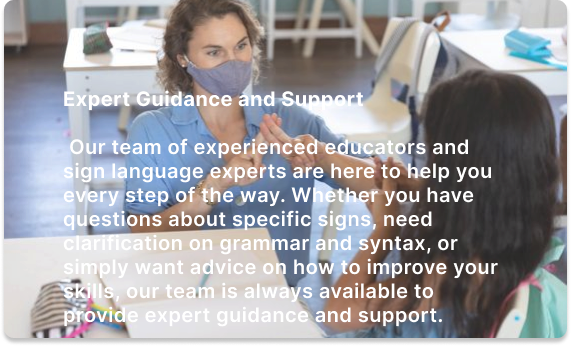 Expert Guidance and Support
Our team of experienced educators and
sign language experts are here to help you
every step of the way. Whether you have
questions about specific signs, need
clarification on grammar and syntax, or
simply want advice on how to improve your
skills, our team is always available to
provide expert guidance and support.